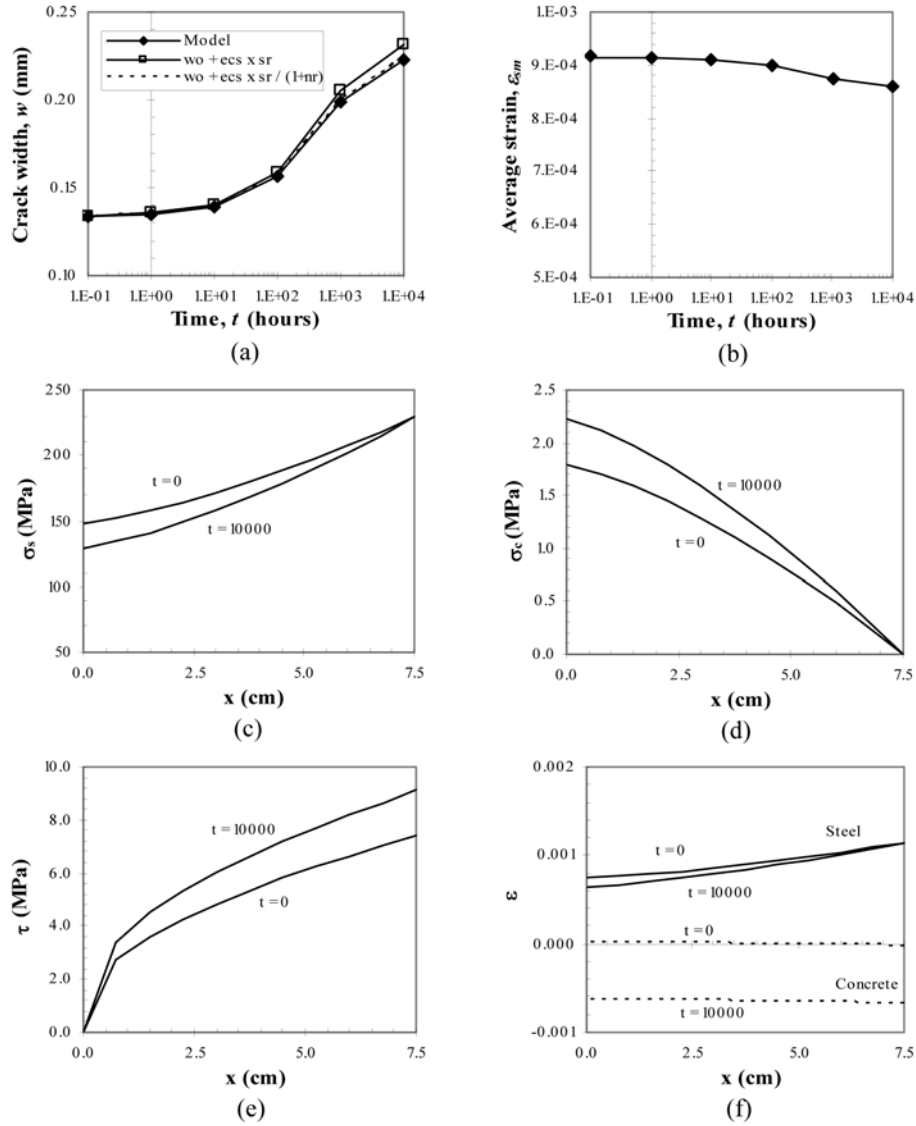 0.25
0.20
0.15
0.10
Crack width, w (mm)
Model
wo + ecs x sr
wo + ecs x sr / (1+nr)
1.E-01 1.E+00 1.E+01 1.E+02 1.E+03 1.E+04
Time, t (hours)
(a)
1.E-03
9.E-04
8.E-04
7.E-04
6.E-04
5.E-04
Average strain, εsm
1.E-01 1.E+00 1.E+01 1.E+02 1.E+03 1.E+04
Time, t (hours)
(b)
250
200
150
100
50
σs (MPa)
t = 0
t = 10000
0.0 2.5 5.0 7.5
x (cm)
(c)
2.5
2.0
1.5
1.0
0.5
0.0
σc (MPa)
t = 10000
t = 0
0.0 2.5 5.0 7.5
x (cm)
(d)
10.0
8.0
6.0
4.0
2.0
0.0
τ (MPa)
t = 10000
t = 0
0.0 2.5 5.0 7.5
x (cm)
(e)
0.002
0.001
0.000
-0.001
ε
Steel
t = 0
t = 10000
t = 0
Concrete
t = 10000
0.0 2.5 5.0 7.5
x (cm)
(f)